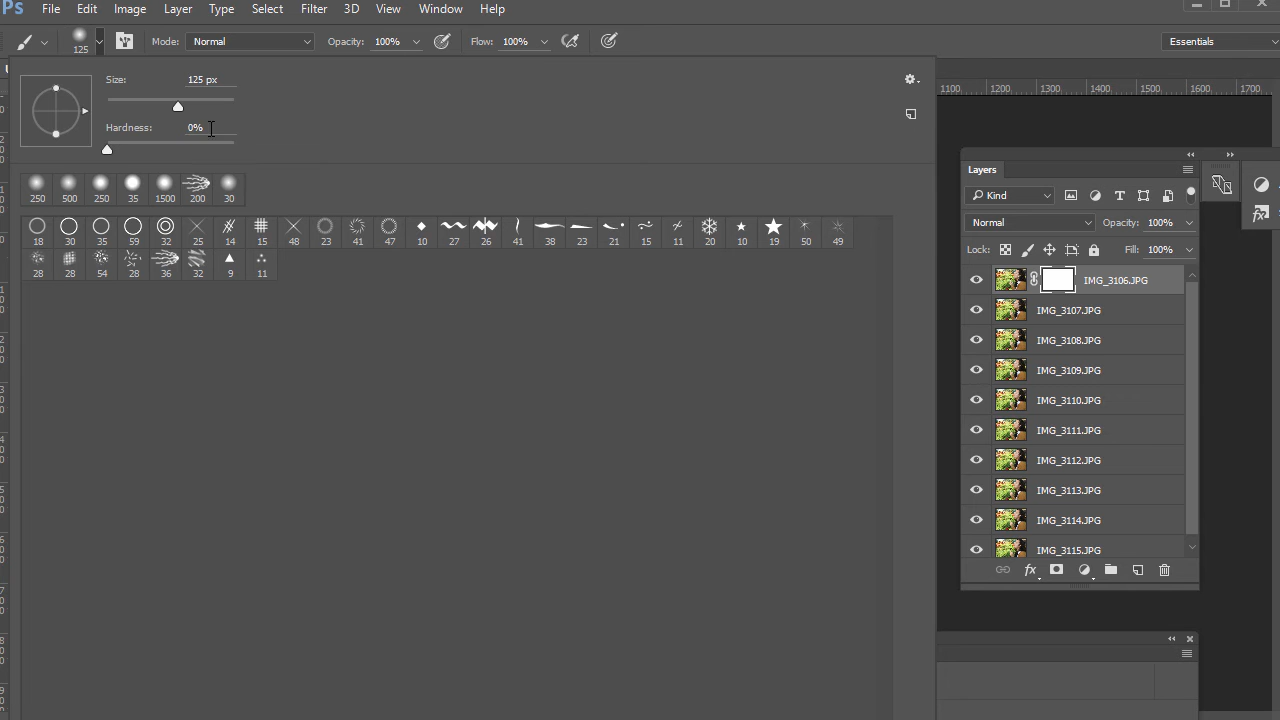 Ps File Edit Image Layer Type Select Filter 3D View Window Help
125 Mode: Normal Opacity: 100% Flow: 100% Essentials
Size: 125 px
1100 1200 1300 1400 1500 1600 1700
Hardness: 0%
250 500 250 35 1500 200 30
18 30 35 59 32 25 14 15 48 23 41 47 10 27 26 41 38 23 21 15 11 20 10 19 50 49
28 28 54 28 36 32 9 11
Layers
Kind
Normal Opacity: 100%
Lock: Fill: 100%
IMG_3106.JPG
IMG_3107.JPG
IMG_3108.JPG
IMG_3109.JPG
IMG_3110.JPG
IMG_3111.JPG
IMG_3112.JPG
IMG_3113.JPG
IMG_3114.JPG
IMG_3115.JPG
fx